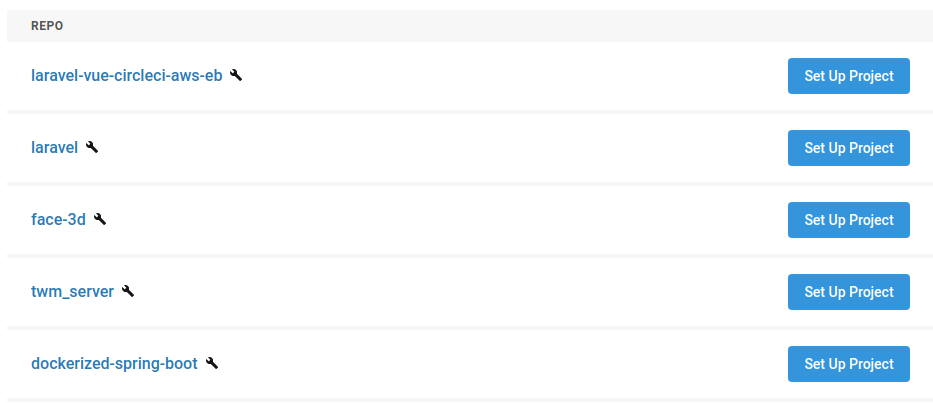 REPO
laravel-vue-circleci-aws-eb Set Up Project
laravel Set Up Project
face-3d Set Up Project
twm_server Set Up Project
dockerized-spring-boot Set Up Project